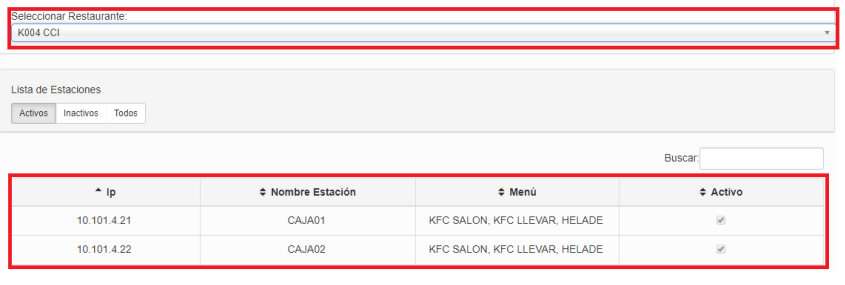 Seleccionar Restaurante:
K004 CCI
Lista de Estaciones
Activos Inactivos Todos
Buscar:
Ip Nombre Estación Menú Activo
10.101.4.21 CAJA01 KFC SALON, KFC LLEVAR, HELADE
10.101.4.22 CAJA02 KFC SALON, KFC LLEVAR, HELADE